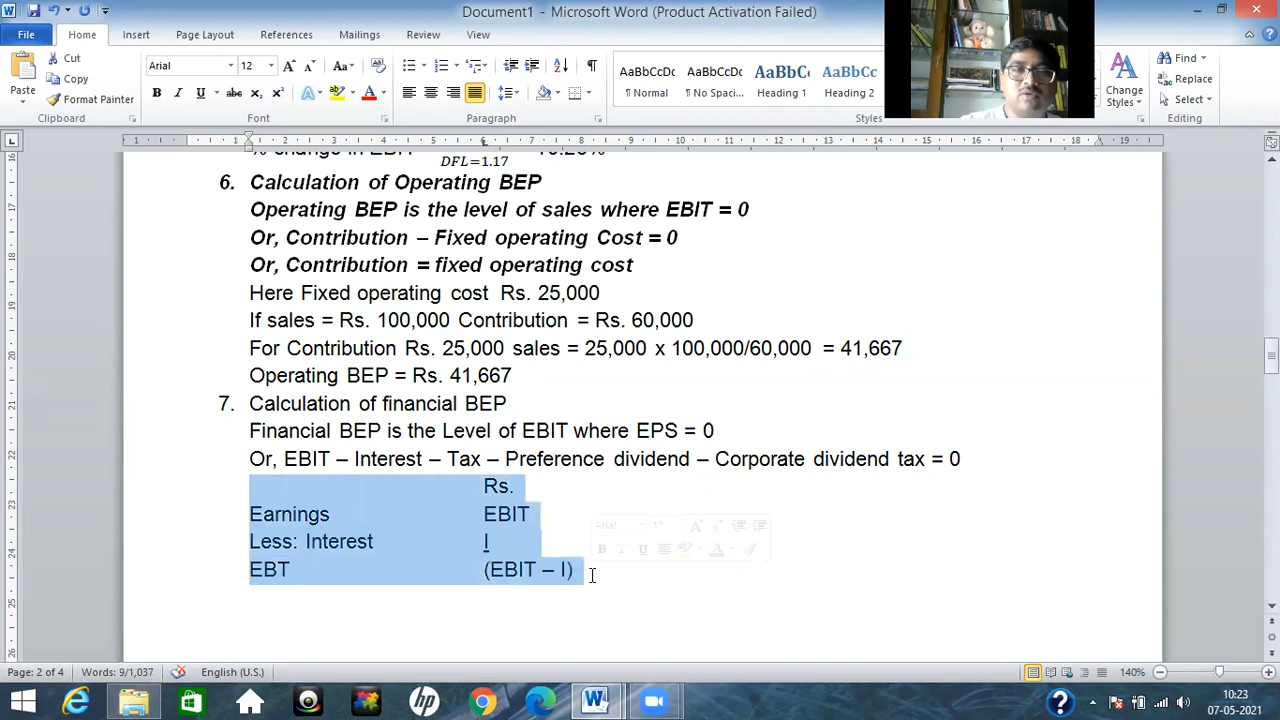 Document1 - Microsoft Word (Product Activation Failed)
File Home Insert Page Layout References Mailings Review View
Paste
Cut
Copy
Format Painter
Clipboard
Arial 12
B I U
Font
Paragraph
AaBbCcDc AaBbCcDc AaBbC AaBbCc
¶ Normal ¶ No Spaci... Heading 1 Heading 2
Styles
Change Styles
Find
Replace
Select
Editing
DFL=1.17
6. Calculation of Operating BEP
Operating BEP is the level of sales where EBIT = 0
Or, Contribution – Fixed operating Cost = 0
Or, Contribution = fixed operating cost
Here Fixed operating cost Rs. 25,000
If sales = Rs. 100,000 Contribution = Rs. 60,000
For Contribution Rs. 25,000 sales = 25,000 x 100,000/60,000 = 41,667
Operating BEP = Rs. 41,667
7. Calculation of financial BEP
Financial BEP is the Level of EBIT where EPS = 0
Or, EBIT – Interest – Tax – Preference dividend – Corporate dividend tax = 0
Rs.
Earnings EBIT
Less: Interest I
EBT (EBIT – I)
Page: 2 of 4 Words: 9/1,037 English (U.S.) 140%
10:23
07-05-2021